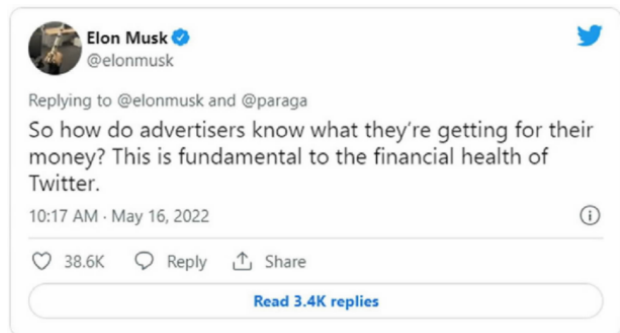 Elon Musk
@elonmusk
Replying to @elonmusk and @paraga
So how do advertisers know what they're getting for their
money? This is fundamental to the financial health of
Twitter.
10:17 AM · May 16, 2022
38.6K Reply Share
Read 3.4K replies